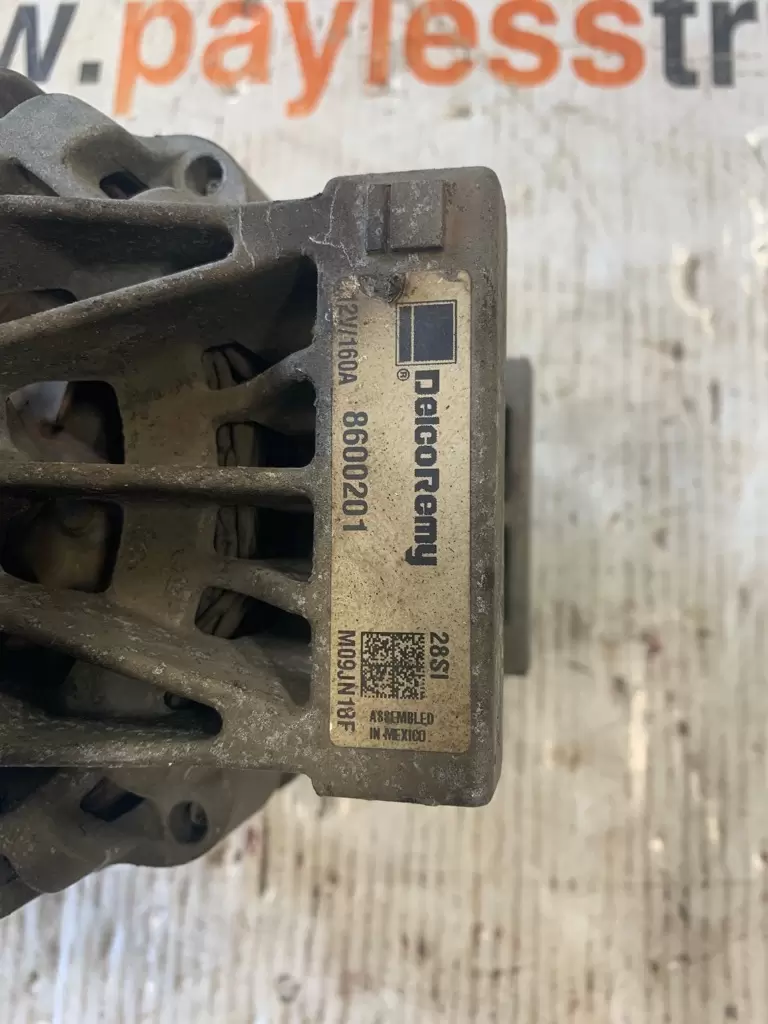 w.paylesstr
DelcoRemy®
12V/160A 8600201
28SI
M09JN18F
ASSEMBLED
IN MEXICO